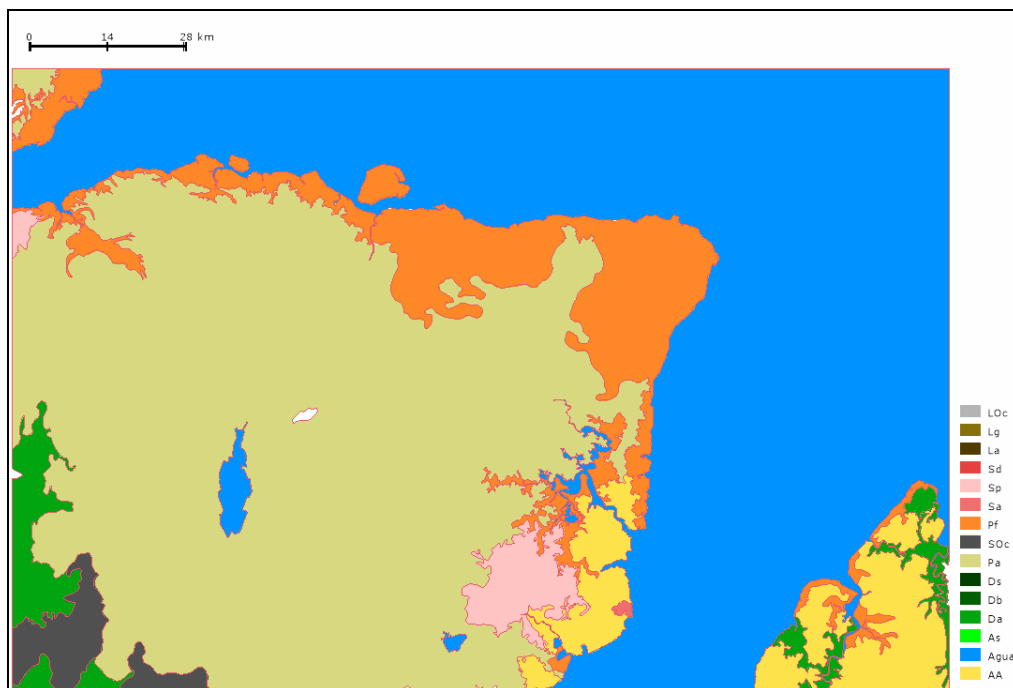 0 14 28 km
LOc
Lg
La
Sd
Sp
Sa
Pf
SOc
Pa
Ds
Db
Da
As
Agua
AA